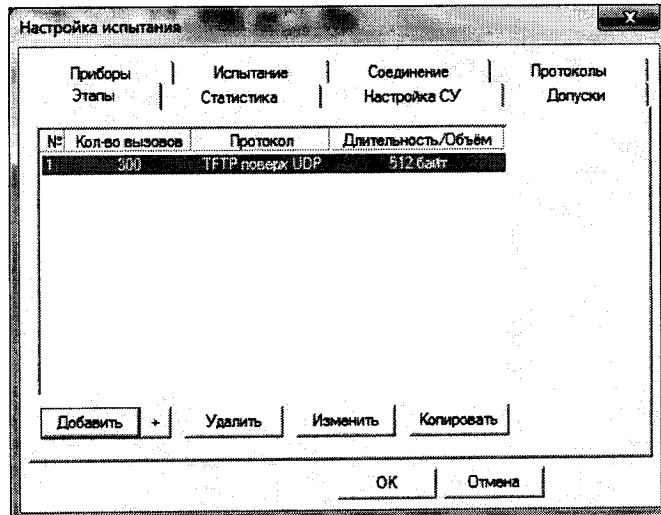 Настройка испытания
X
Приборы Испытание Соединение Протоколы
Этапы Статистика Настройка СУ Допуски
№ Кол-во вызовов Протокол Длительность/Объём
1 300 TFTP поверх UDP 512 байт
Добавить + Удалить Изменить Копировать
OK Отмена